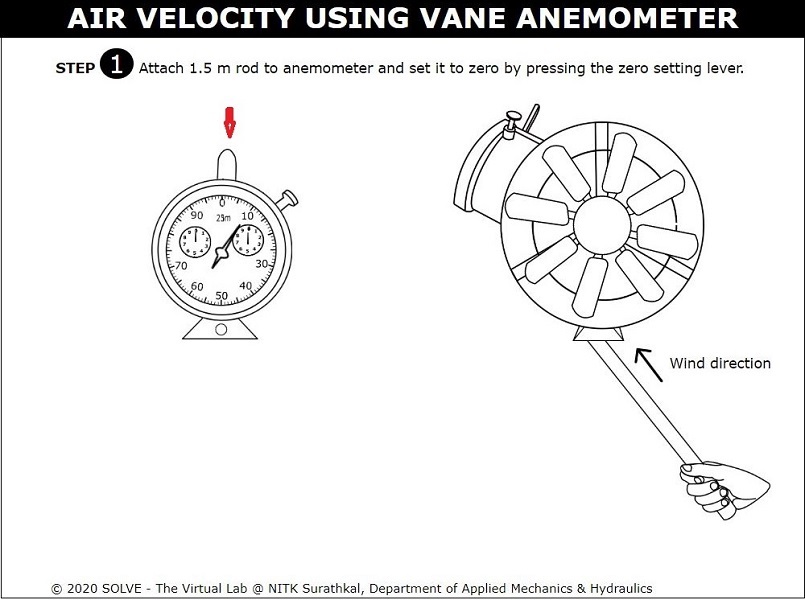 AIR VELOCITY USING VANE ANEMOMETER
STEP 1 Attach 1.5 m rod to anemometer and set it to zero by pressing the zero setting lever.
0
90 25m 10
70 30
60 40
50
Wind direction
© 2020 SOLVE - The Virtual Lab @ NITK Surathkal, Department of Applied Mechanics & Hydraulics